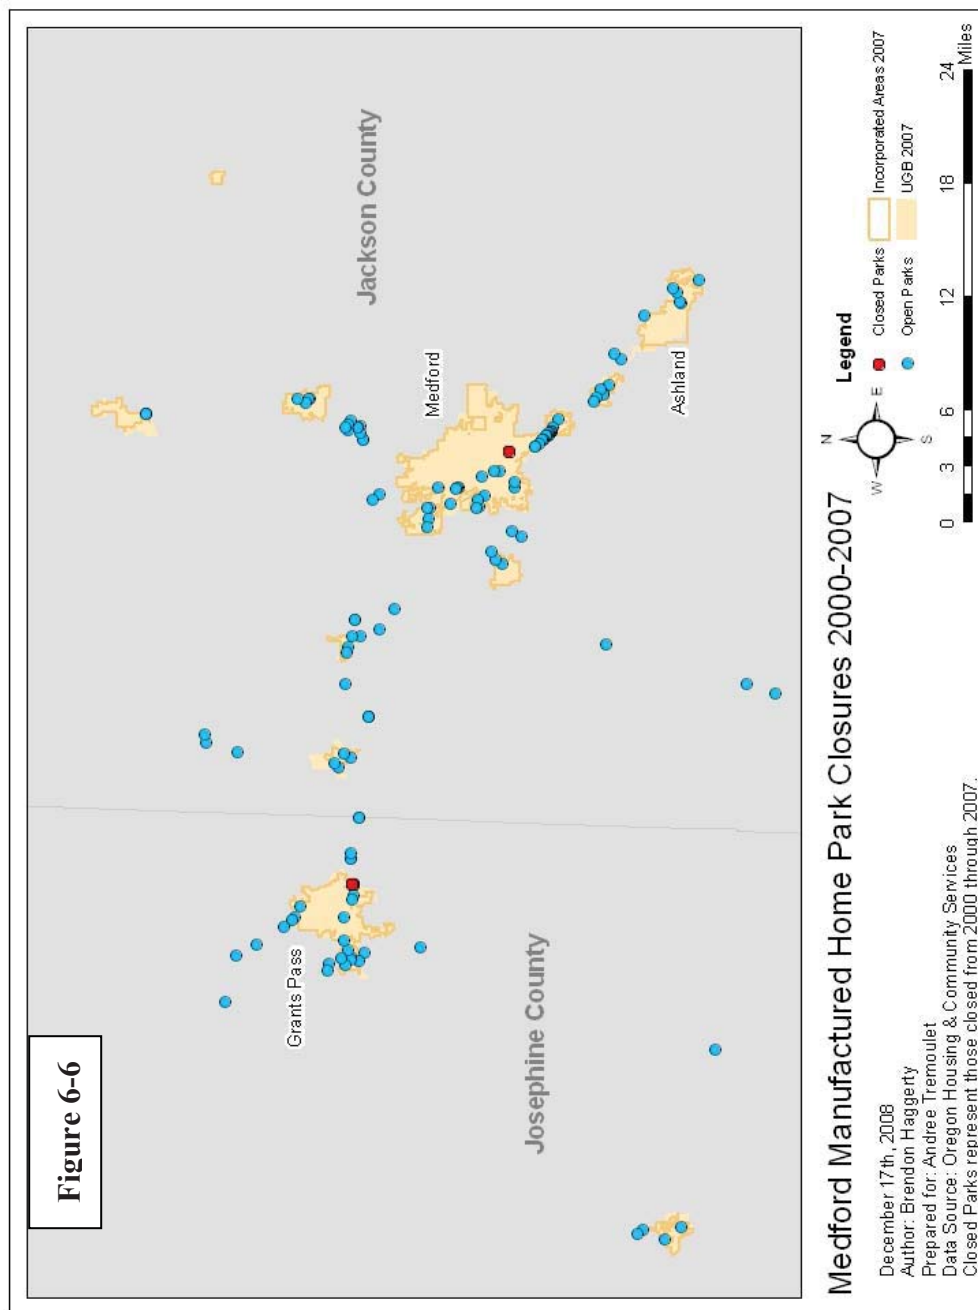 Figure 6-6
Jackson County
Medford
Grants Pass
Ashland
Josephine County
Medford Manufactured Home Park Closures 2000-2007
December 17th, 2008
Author: Brendon Haggerty
Prepared for: Andree Tremoulet
Data Source: Oregon Housing & Community Services
Closed Parks represent those closed from 2000 through 2007.
N
W E
S
Legend
Closed Parks Incorporated Areas 2007
Open Parks UGB 2007
0 3 6 12 18 24
Miles